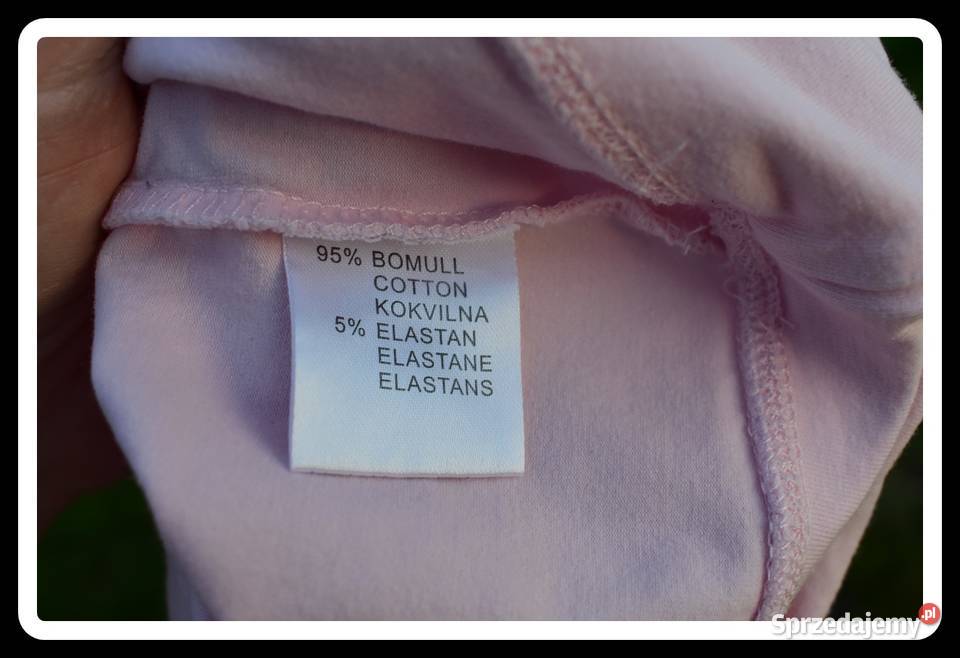 95% BOMULL
COTTON
KOKVILNA
5% ELASTAN
ELASTANE
ELASTANS
Sprzedajemy.pl